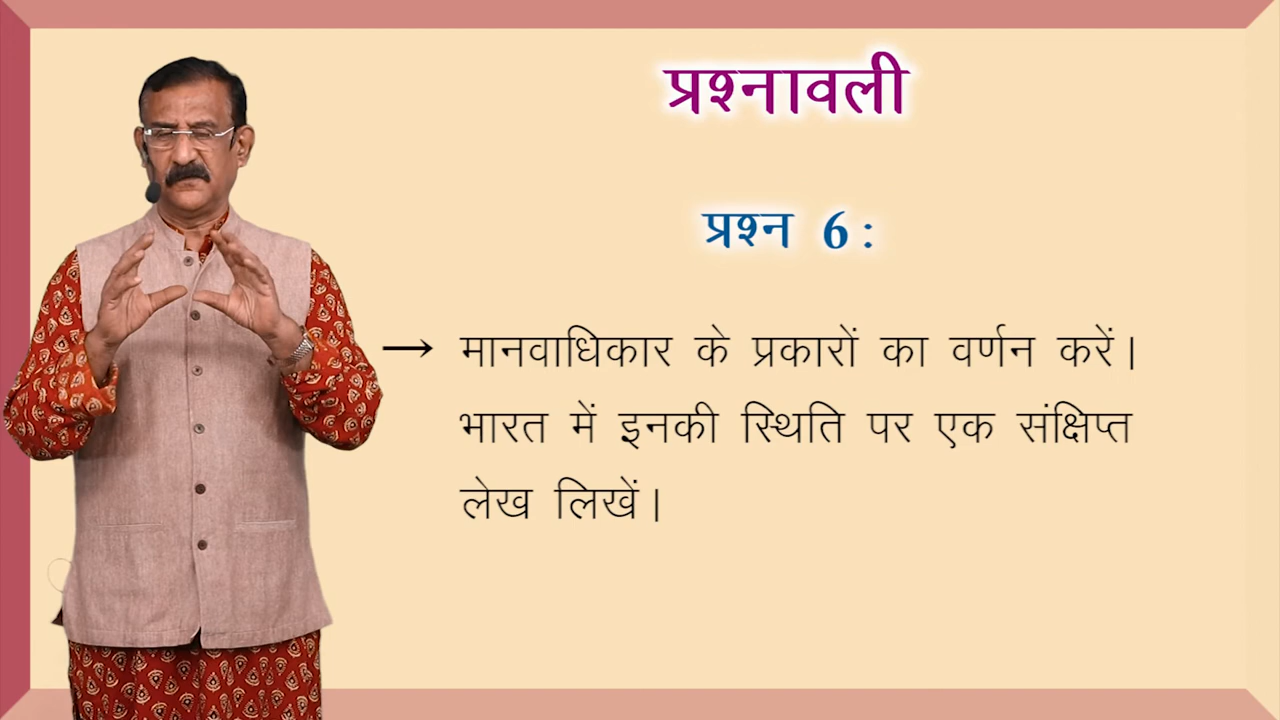 प्रश्नावली
प्रश्न 6 :
→ मानवाधिकार के प्रकारों का वर्णन करें।
भारत में इनकी स्थिति पर एक संक्षिप्त
लेख लिखें।